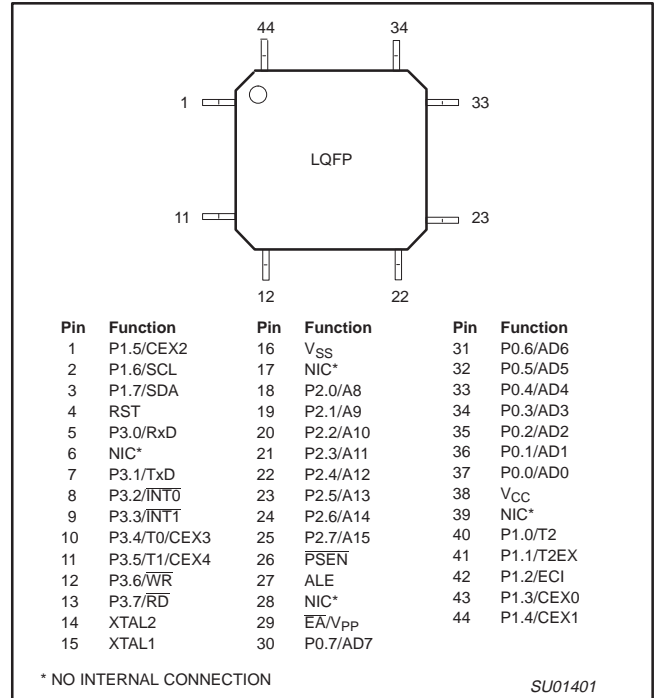 44 34
1 33
LQFP
11 23
12 22
Pin Function Pin Function Pin Function
1 P1.5/CEX2 16 VSS 31 P0.6/AD6
2 P1.6/SCL 17 NIC* 32 P0.5/AD5
3 P1.7/SDA 18 P2.0/A8 33 P0.4/AD4
4 RST 19 P2.1/A9 34 P0.3/AD3
5 P3.0/RxD 20 P2.2/A10 35 P0.2/AD2
6 NIC* 21 P2.3/A11 36 P0.1/AD1
7 P3.1/TxD 22 P2.4/A12 37 P0.0/AD0
8 P3.2/INT0 23 P2.5/A13 38 VCC
9 P3.3/INT1 24 P2.6/A14 39 NIC*
10 P3.4/T0/CEX3 25 P2.7/A15 40 P1.0/T2
11 P3.5/T1/CEX4 26 PSEN 41 P1.1/T2EX
12 P3.6/WR 27 ALE 42 P1.2/ECI
13 P3.7/RD 28 NIC* 43 P1.3/CEX0
14 XTAL2 29 EA/VPP 44 P1.4/CEX1
15 XTAL1 30 P0.7/AD7
* NO INTERNAL CONNECTION
SU01401